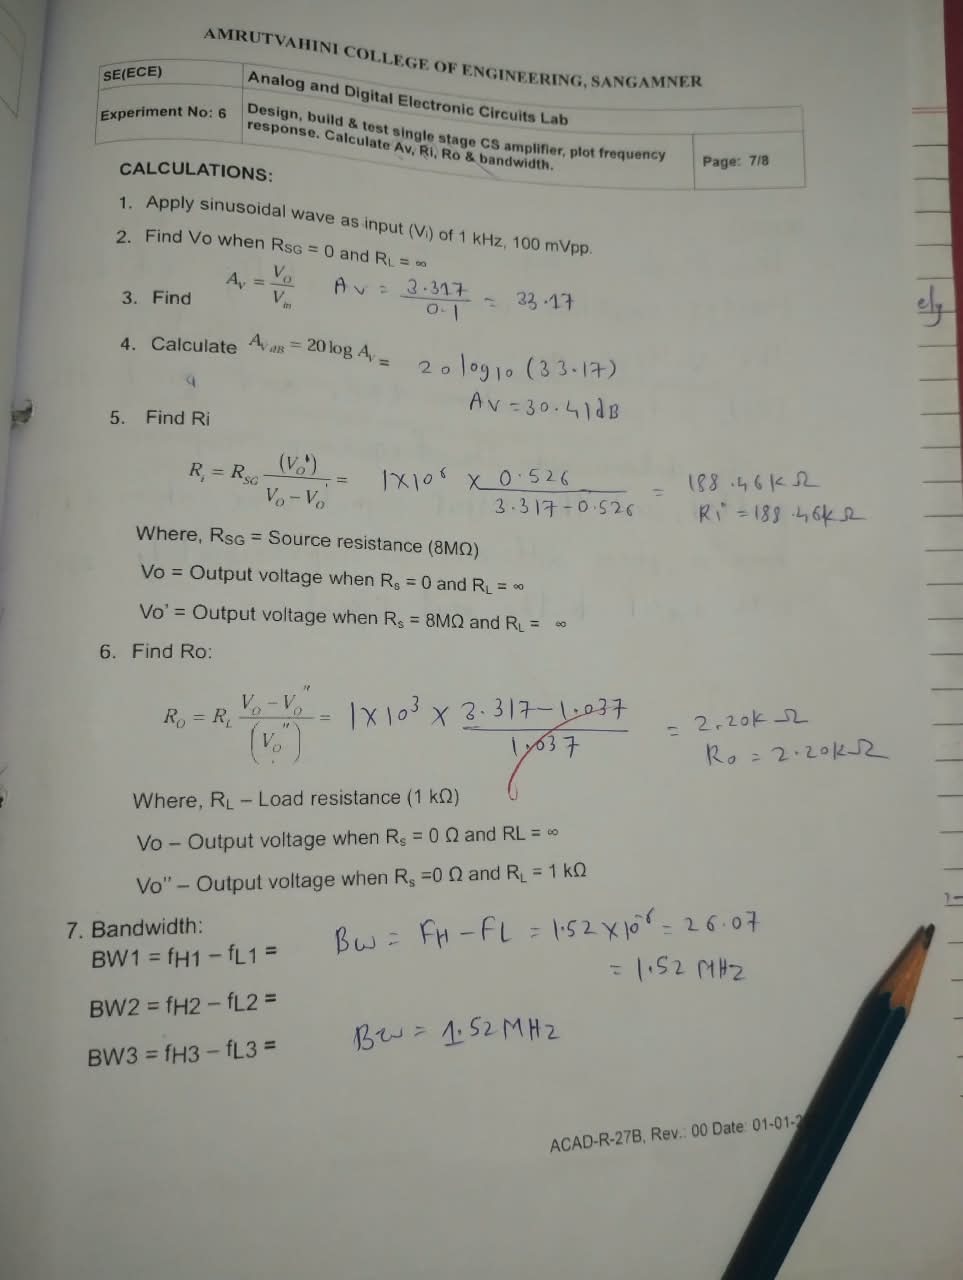 AMRUTVAHINI COLLEGE OF ENGINEERING, SANGAMNER
SE(ECE)
Analog and Digital Electronic Circuits Lab
Experiment No: 6
Design, build & test single stage CS amplifier, plot frequency
response. Calculate Av, Ri, Ro & bandwidth.
Page: 7/8
CALCULATIONS:
1. Apply sinusoidal wave as input (Vi) of 1 kHz, 100 mVpp.
2. Find Vo when RSG = 0 and RL = ∞
3. Find AV = VO / Vin AV = 3.317 / 0.1 = 33.17
4. Calculate AV dB = 20 log AV = 20 log10 (33.17)
AV = 30.41dB
5. Find Ri
Ri = RSG (VO') / VO – VO' = 1×10^6 × 0.526 / 3.317-0.526 = 188.46kΩ
Ri = 188.46kΩ
Where, RSG = Source resistance (8MΩ)
Vo = Output voltage when Rs = 0 and RL = ∞
Vo' = Output voltage when Rs = 8MΩ and RL = ∞
6. Find Ro:
RO = RL VO – VO'' / (VO'') = 1×10^3 × 3.317-1.037 / 1.037 = 2.20kΩ
Ro = 2.20kΩ
Where, RL – Load resistance (1 kΩ)
Vo – Output voltage when Rs = 0 Ω and RL = ∞
Vo'' – Output voltage when Rs =0 Ω and RL = 1 kΩ
7. Bandwidth:
BW = FH – FL = 1.52×10^-6 = 26.07
BW1 = fH1 – fL1 =
= 1.52 MHz
BW2 = fH2 – fL2 =
BW = 1.52MHz
BW3 = fH3 – fL3 =
ACAD-R-27B, Rev.: 00 Date: 01-01-